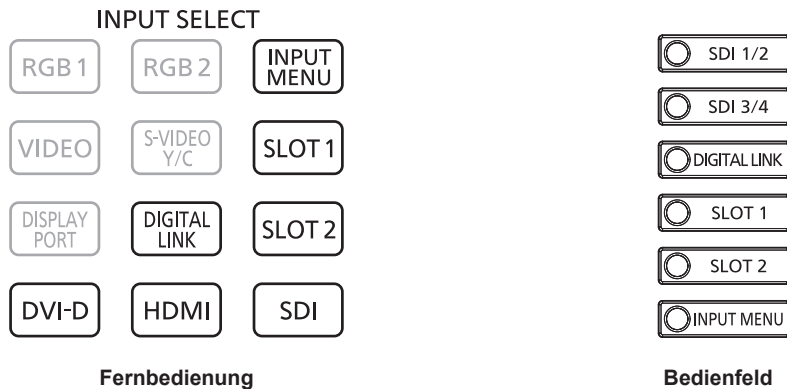 INPUT SELECT
RGB 1
RGB 2
INPUT
MENU
VIDEO
S-VIDEO
Y/C
SLOT 1
DISPLAY
PORT
DIGITAL
LINK
SLOT 2
DVI-D
HDMI
SDI
Fernbedienung
SDI 1/2
SDI 3/4
DIGITAL LINK
SLOT 1
SLOT 2
INPUT MENU
Bedienfeld